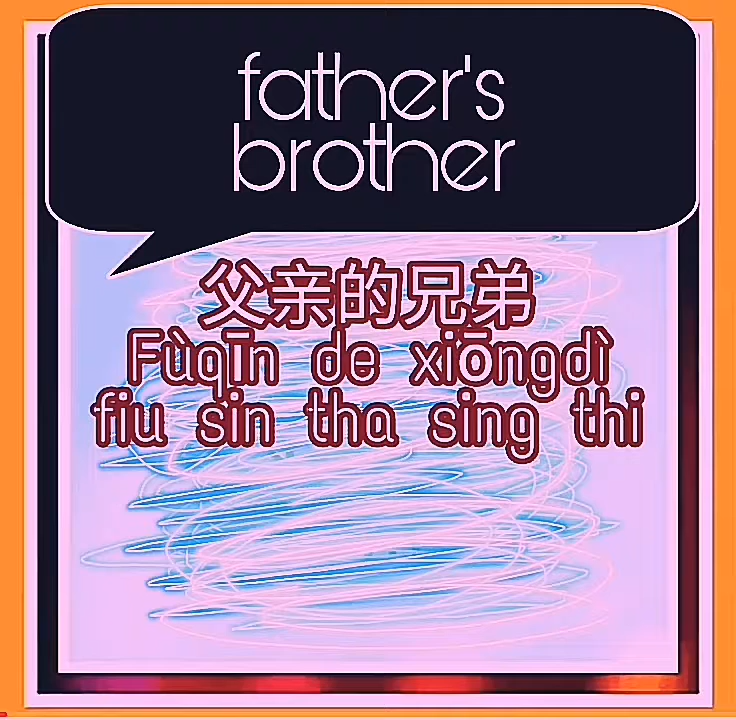 father's
brother
父亲的兄弟
Fùqīn de xiōngdì
fiu sin tha sing thi